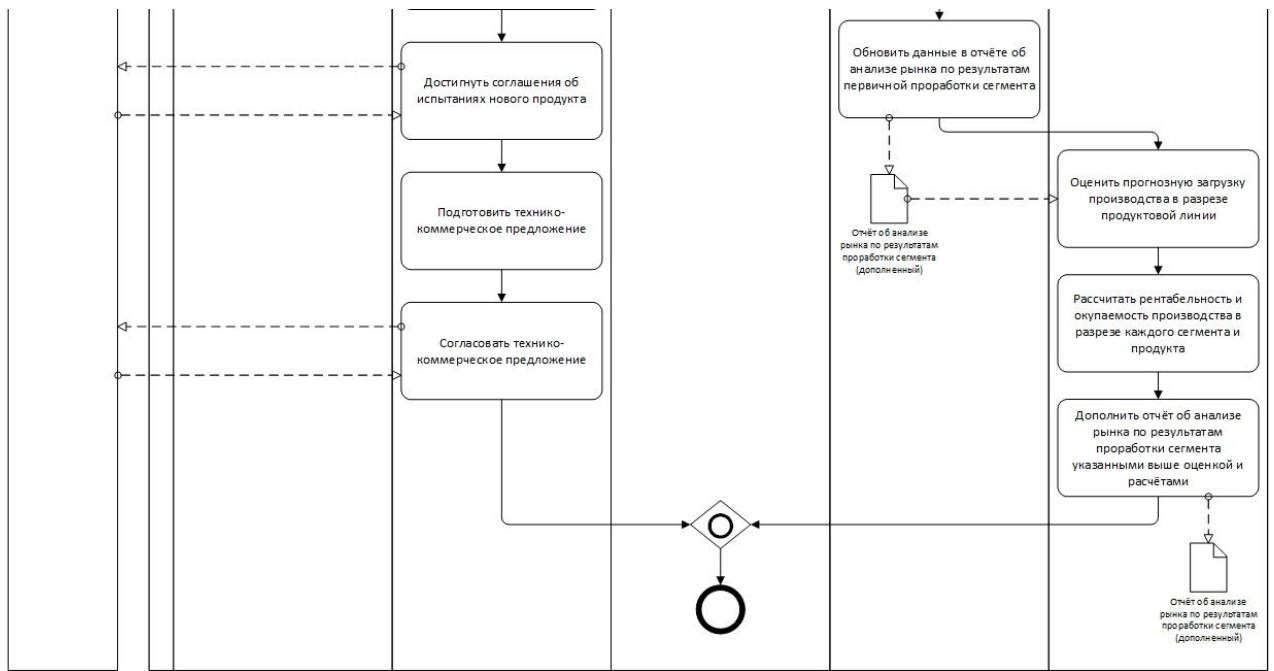 Достигнуть соглашения об
испытаниях нового продукта
Подготовить технико-
коммерческое предложение
Согласовать технико-
коммерческое предложение
Обновить данные в отчёте об
анализе рынка по результатам
первичной проработки сегмента
Отчёт об анализе
рынка по результатам
проработки сегмента
(дополненный)
Оценить прогнозную загрузку
производства в разрезе
продуктовой линии
Рассчитать рентабельность и
окупаемость производства в
разрезе каждого сегмента и
продукта
Дополнить отчёт об анализе
рынка по результатам
проработки сегмента
указанными выше оценкой и
расчётами
Отчёт об анализе
рынка по результатам
проработки сегмента
(дополненный)